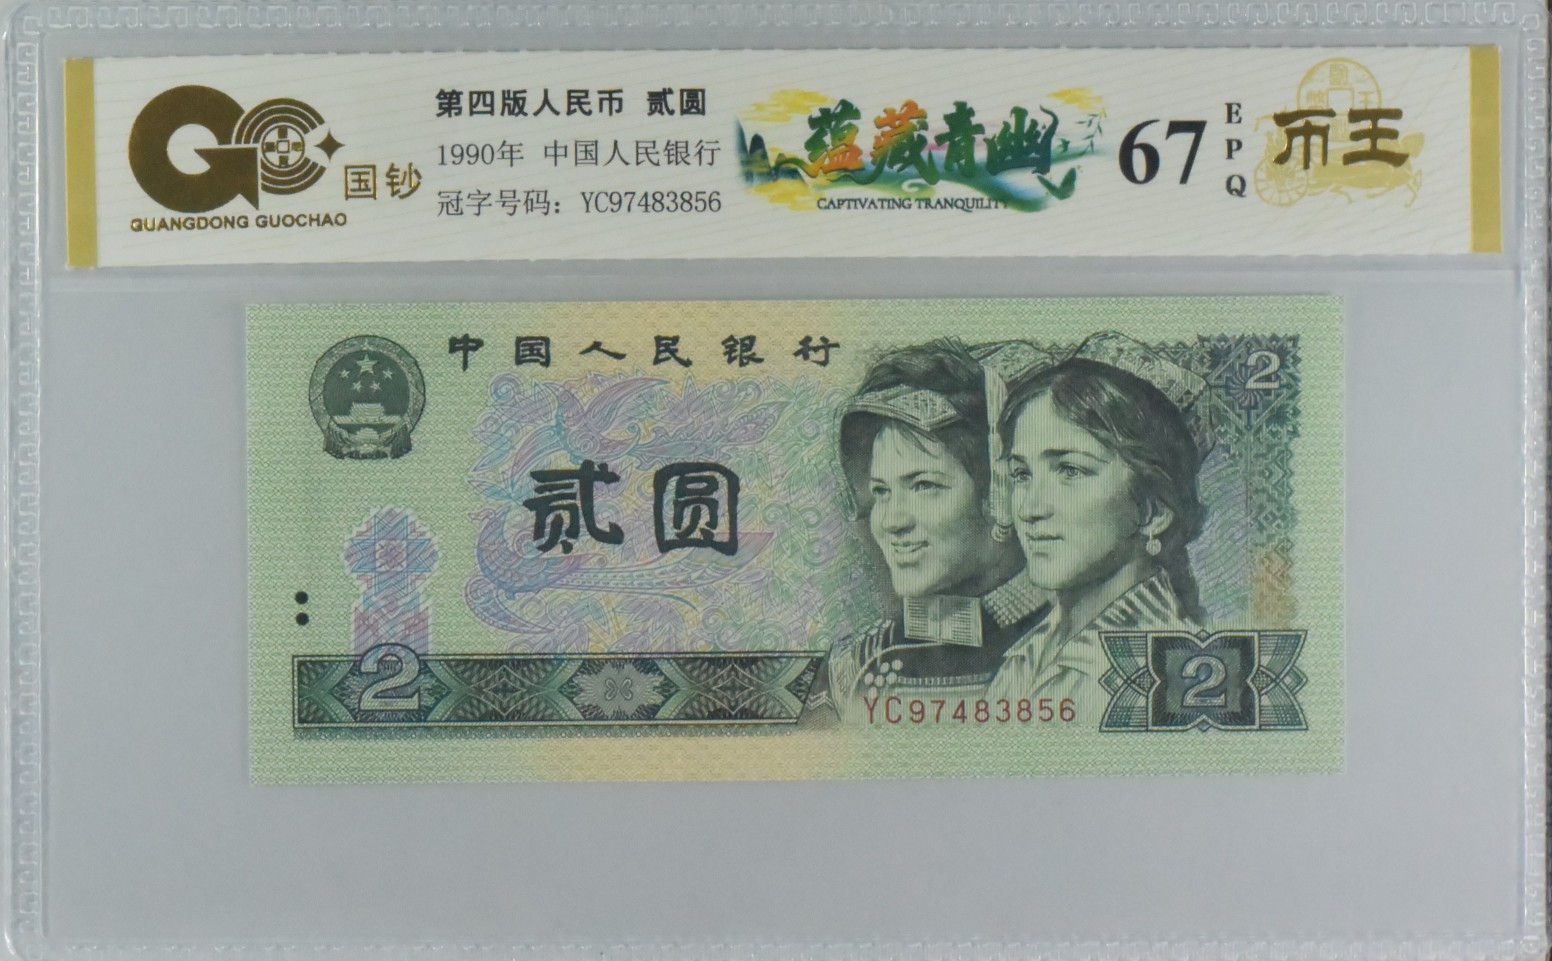 国钞
GUANGDONG GUOCHAO
第四版人民币 贰圆
1990年 中国人民银行
冠字号码：YC97483856
蕴藏青幽
CAPTIVATING TRANQUILITY
67
EPQ
币王
中国人民银行
2
贰圆
2
YC97483856
2